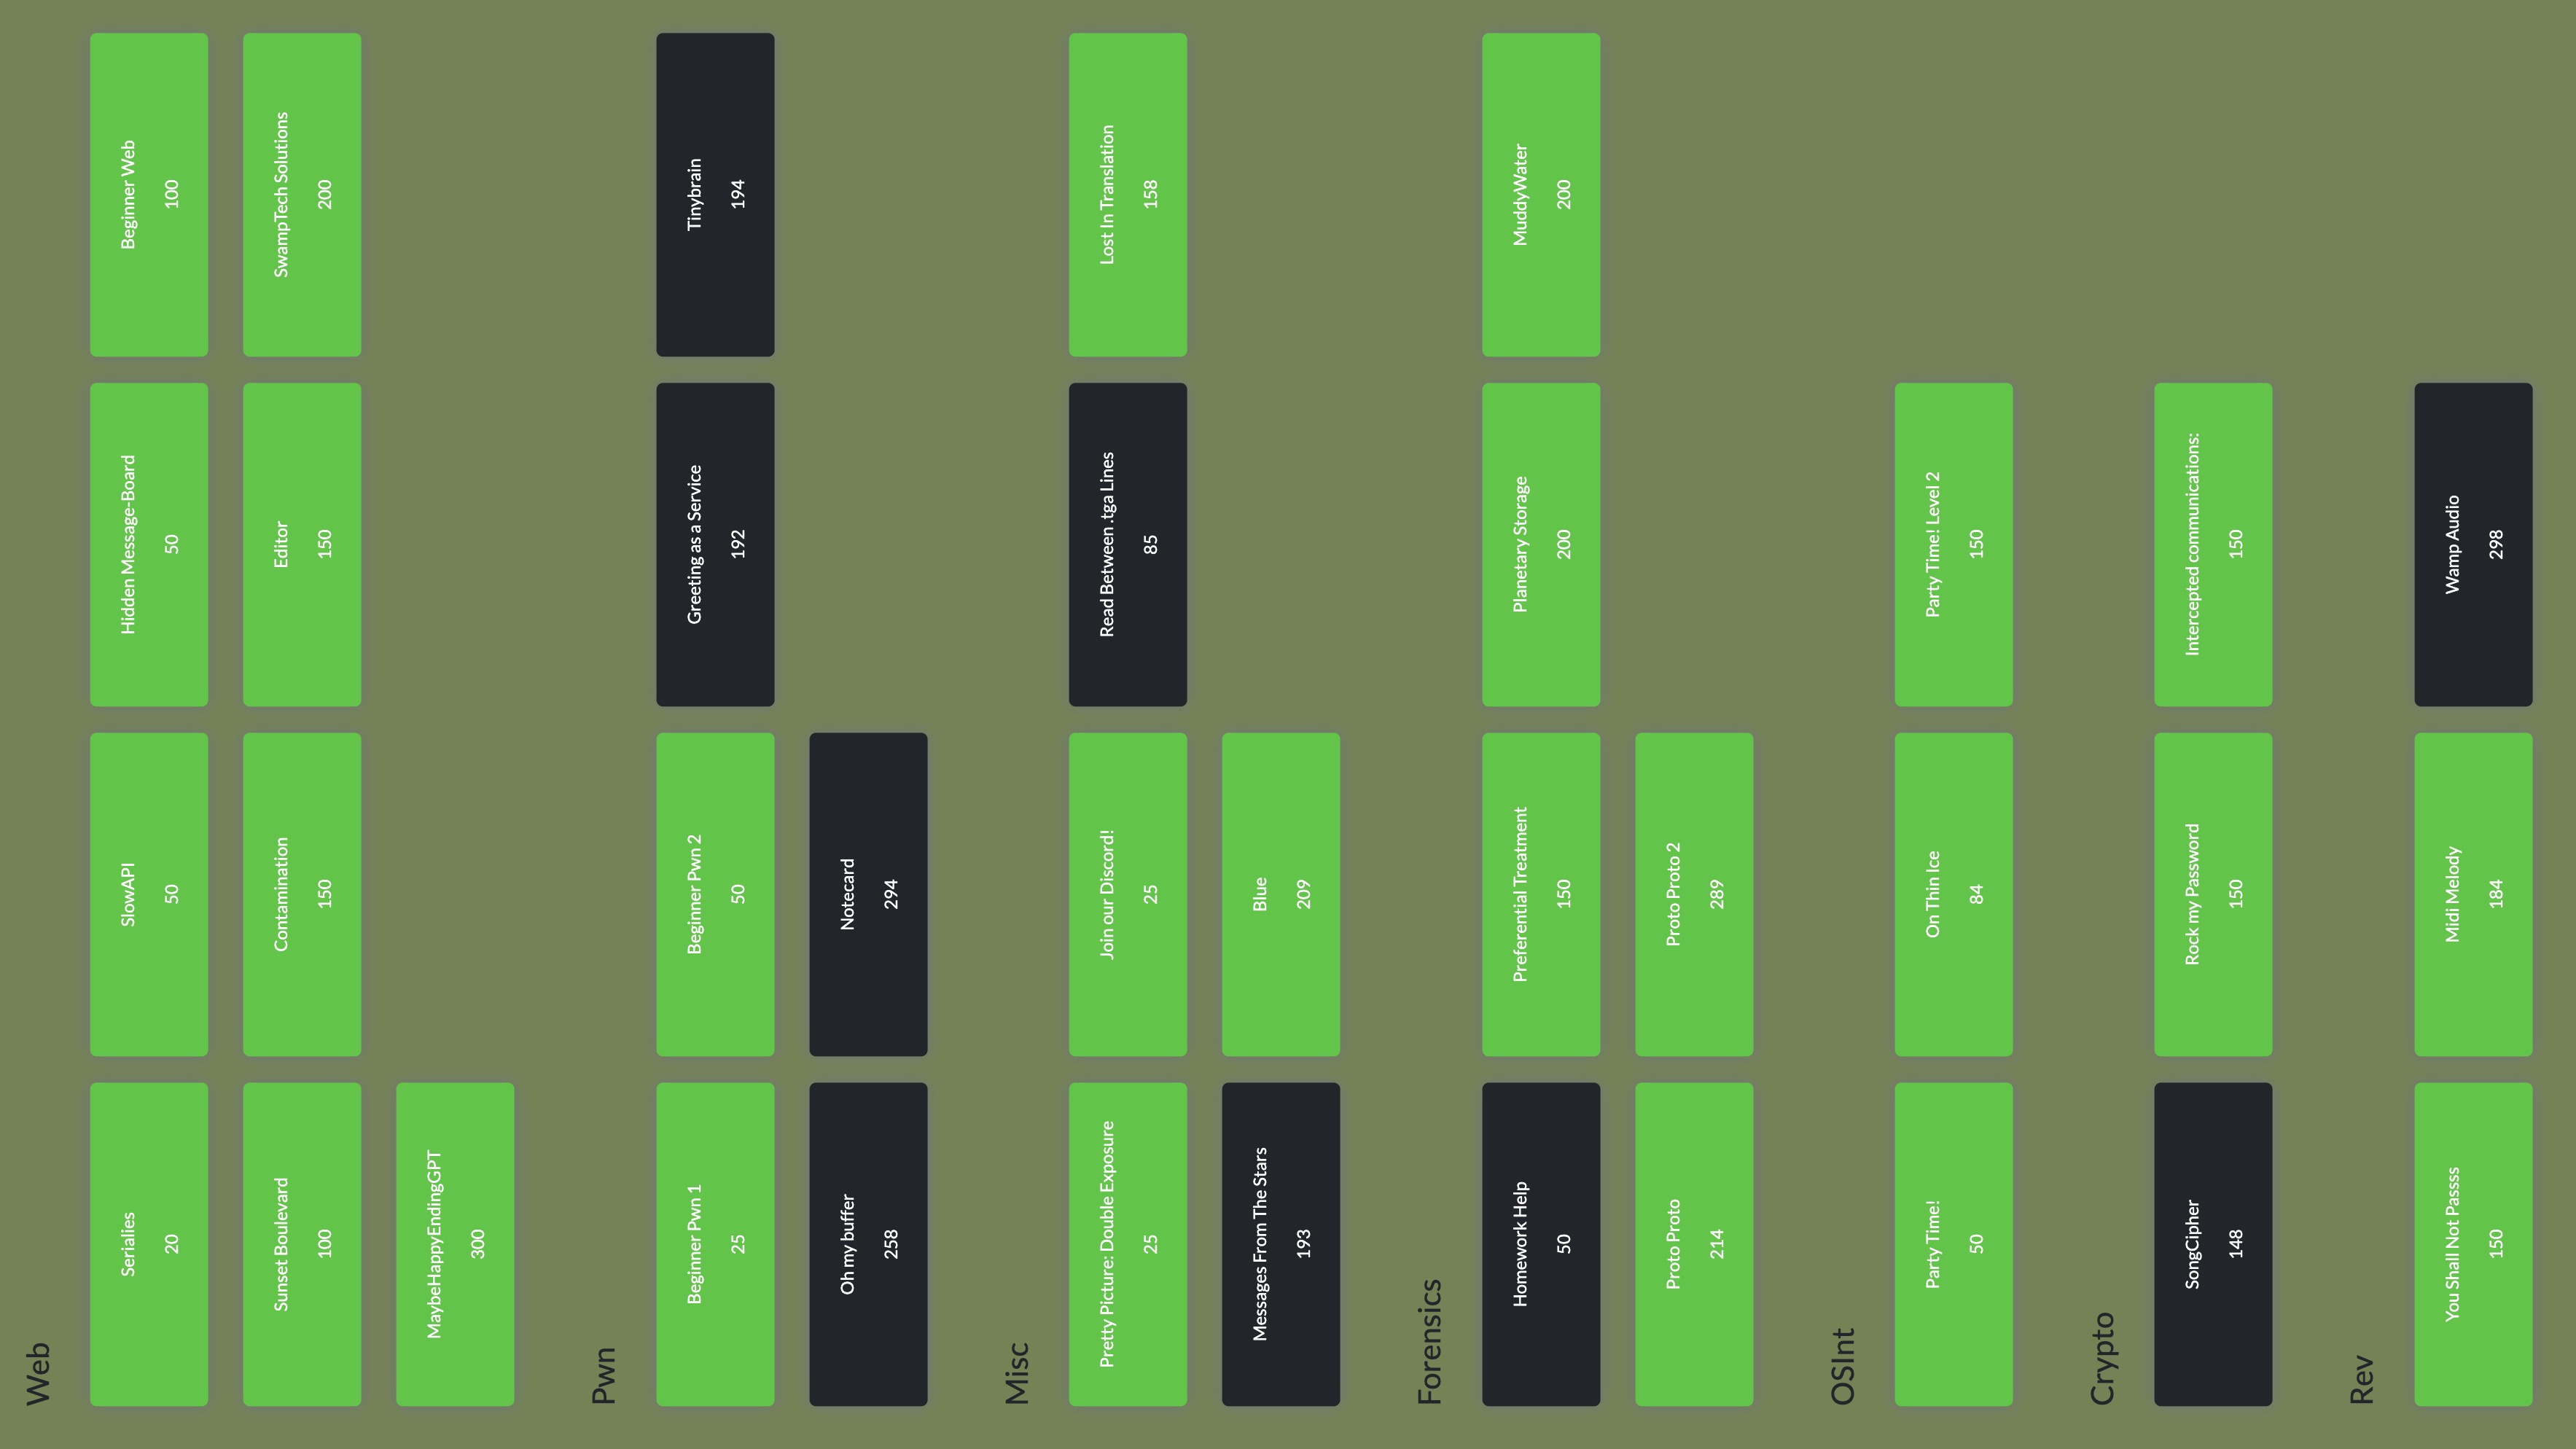 Web
Serialies
20
SlowAPI
50
Hidden Message-Board
50
Beginner Web
100
Sunset Boulevard
100
Contamination
150
Editor
150
SwampTech Solutions
200
MaybeHappyEndingGPT
300
Pwn
Beginner Pwn 1
25
Beginner Pwn 2
50
Greeting as a Service
192
Tinybrain
194
Oh my buffer
258
Notecard
294
Misc
Pretty Picture: Double Exposure
25
Join our Discord!
25
Read Between .tga Lines
85
Lost In Translation
158
Messages From The Stars
193
Blue
209
Forensics
Homework Help
50
Preferential Treatment
150
Planetary Storage
200
MuddyWater
200
Proto Proto
214
Proto Proto 2
289
OSInt
Party Time!
50
On Thin Ice
84
Party Time! Level 2
150
Crypto
SongCipher
148
Rock my Password
150
Intercepted communications:
150
Rev
You Shall Not Passss
150
Midi Melody
184
Wamp Audio
298